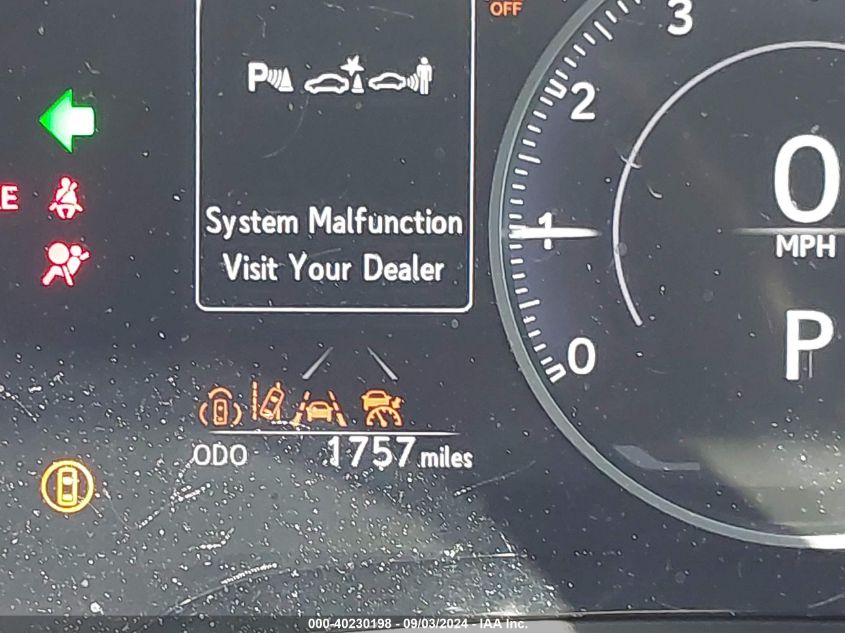 OFF
3
P
2
System Malfunction
1
Visit Your Dealer
0
MPH
P
0
ODO 1757 miles
000-40230198 - 09/03/2024 - IAA Inc.